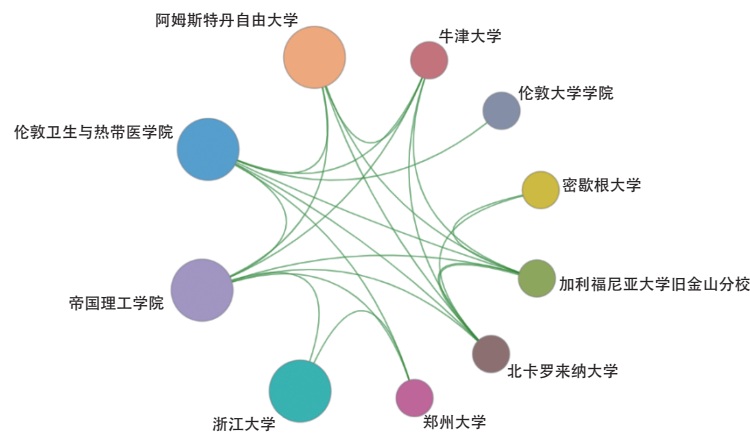 阿姆斯特丹自由大学
牛津大学
伦敦大学学院
伦敦卫生与热带医学院
密歇根大学
加利福尼亚大学旧金山分校
帝国理工学院
北卡罗来纳大学
浙江大学
郑州大学